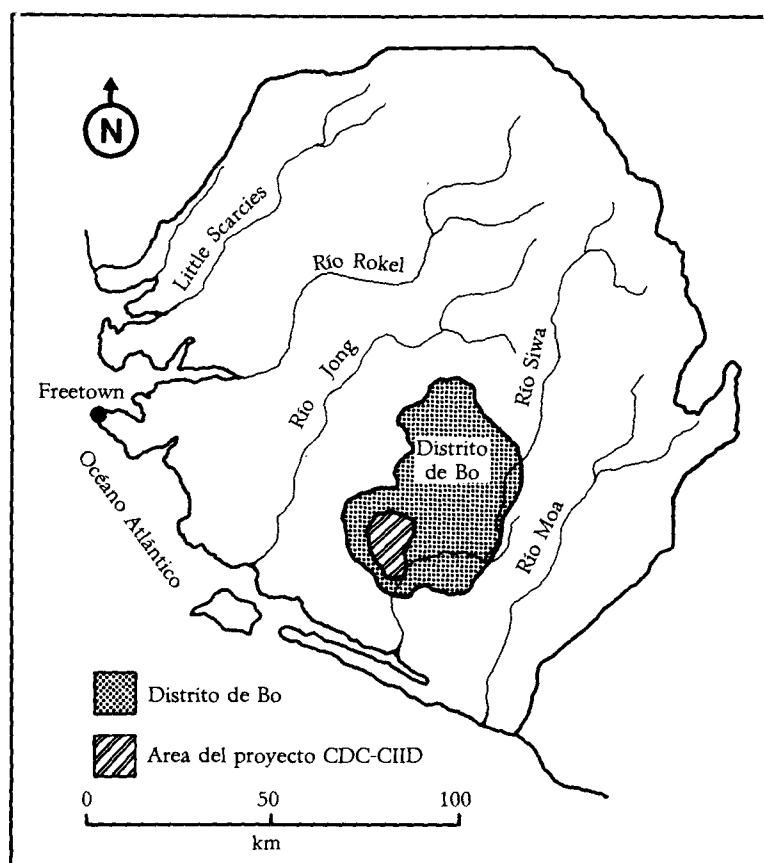 N
Little Scarcies
Río Rokel
Río Jong
Río Siwa
Freetown
Distrito
de Bo
Océano Atlántico
Río Moa
Distrito de Bo
Area del proyecto CDC-CIID
0 50 100
km